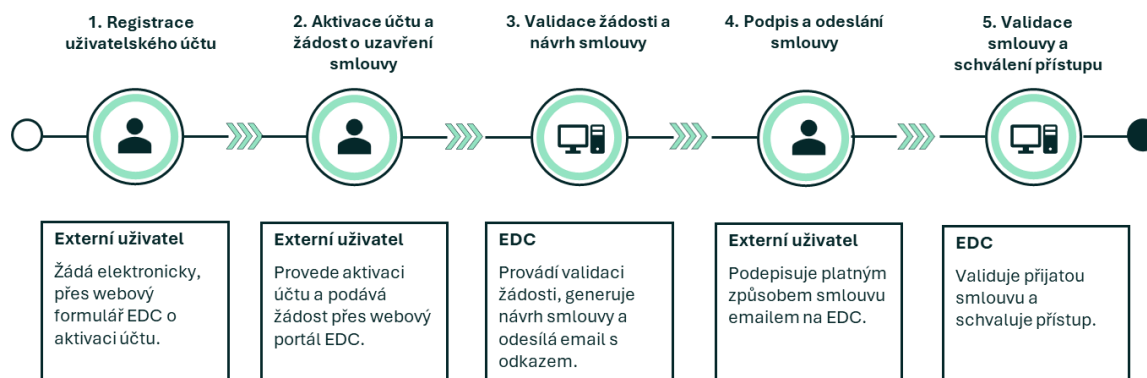 1. Registrace
uživatelského účtu
2. Aktivace účtu a
žádost o uzavření
smlouvy
3. Validace žádosti a
návrh smlouvy
4. Podpis a odeslání
smlouvy
5. Validace
smlouvy a
schválení přístupu
Externí uživatel
Žádá elektronicky,
přes webový
formulář EDC o
aktivaci účtu.
Externí uživatel
Provede aktivaci
účtu a podává
žádost přes webový
portál EDC.
EDC
Provádí validaci
žádosti, generuje
návrh smlouvy a
odesílá email s
odkazem.
Externí uživatel
Podepisuje platným
způsobem smlouvu
emailem na EDC.
EDC
Validuje přijatou
smlouvu a
schvaluje přístup.